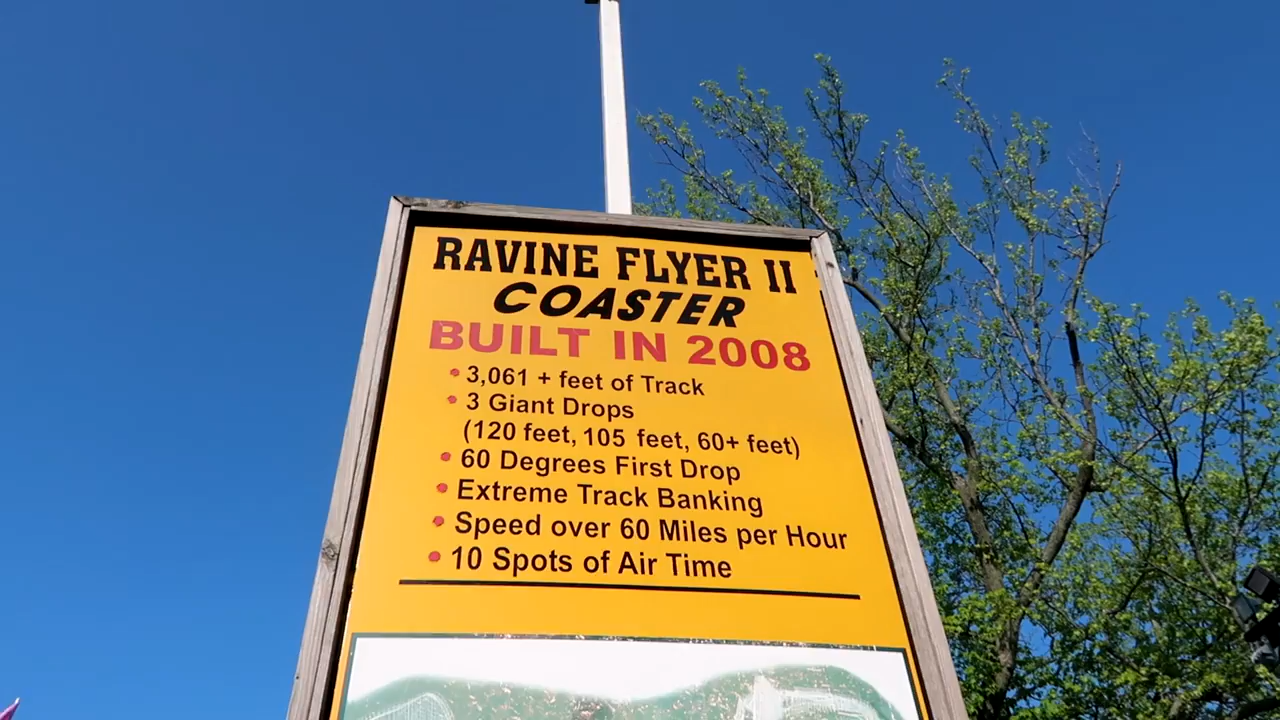 RAVINE FLYER II
COASTER
BUILT IN 2008
• 3,061 + feet of Track
• 3 Giant Drops
(120 feet, 105 feet, 60+ feet)
• 60 Degrees First Drop
• Extreme Track Banking
• Speed over 60 Miles per Hour
• 10 Spots of Air Time